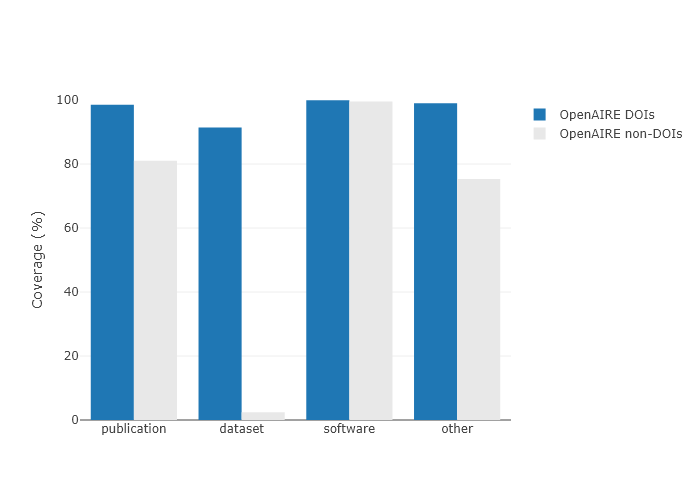 100
80
60
40
20
0
Coverage (%)
publication
dataset
software
other
OpenAIRE DOIs
OpenAIRE non-DOIs